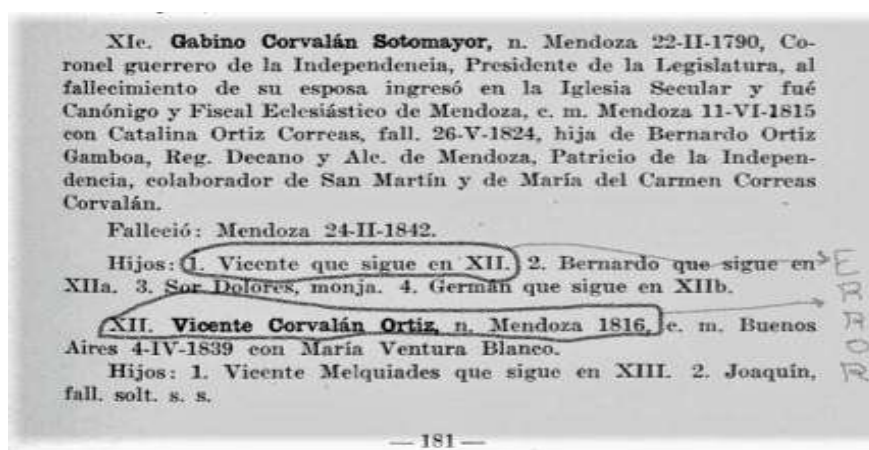 XIc. Gabino Corvalán Sotomayor, n. Mendoza 22-II-1790, Co-
ronel guerrero de la Independencia, Presidente de la Legislatura, al
fallecimiento de su esposa ingresó en la Iglesia Secular y fué
Canónigo y Fiscal Eclesiástico de Mendoza, c. m. Mendoza 11-VI-1815
con Catalina Ortiz Correas, fall. 26-V-1824, hija de Bernardo Ortiz
Gamboa, Reg. Decano y Alc. de Mendoza, Patricio de la Indepen-
dencia, colaborador de San Martín y de María del Carmen Correas
Corvalán.
Falleció: Mendoza 24-II-1842.
Hijos: 1. Vicente que sigue en XII. 2. Bernardo que sigue en
XIIa. 3. Sor Dolores, monja. 4. Germán que sigue en XIIb.
XII. Vicente Corvalán Ortiz, n. Mendoza 1816, c. m. Buenos
Aires 4-IV-1839 con María Ventura Blanco.
Hijos: 1. Vicente Melquiades que sigue en XIII. 2. Joaquín,
fall. solt. s. s.
— 181 —
ERROR